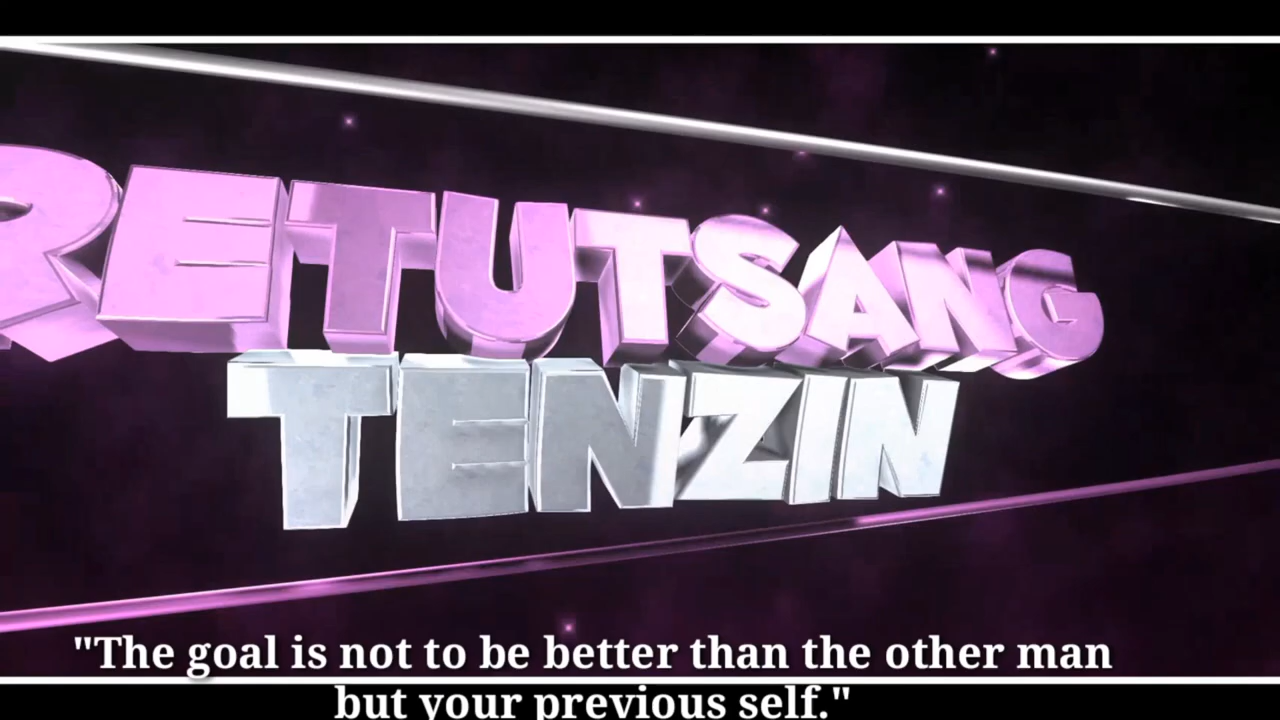 RETUTSANG
TENZIN
"The goal is not to be better than the other man
but your previous self."